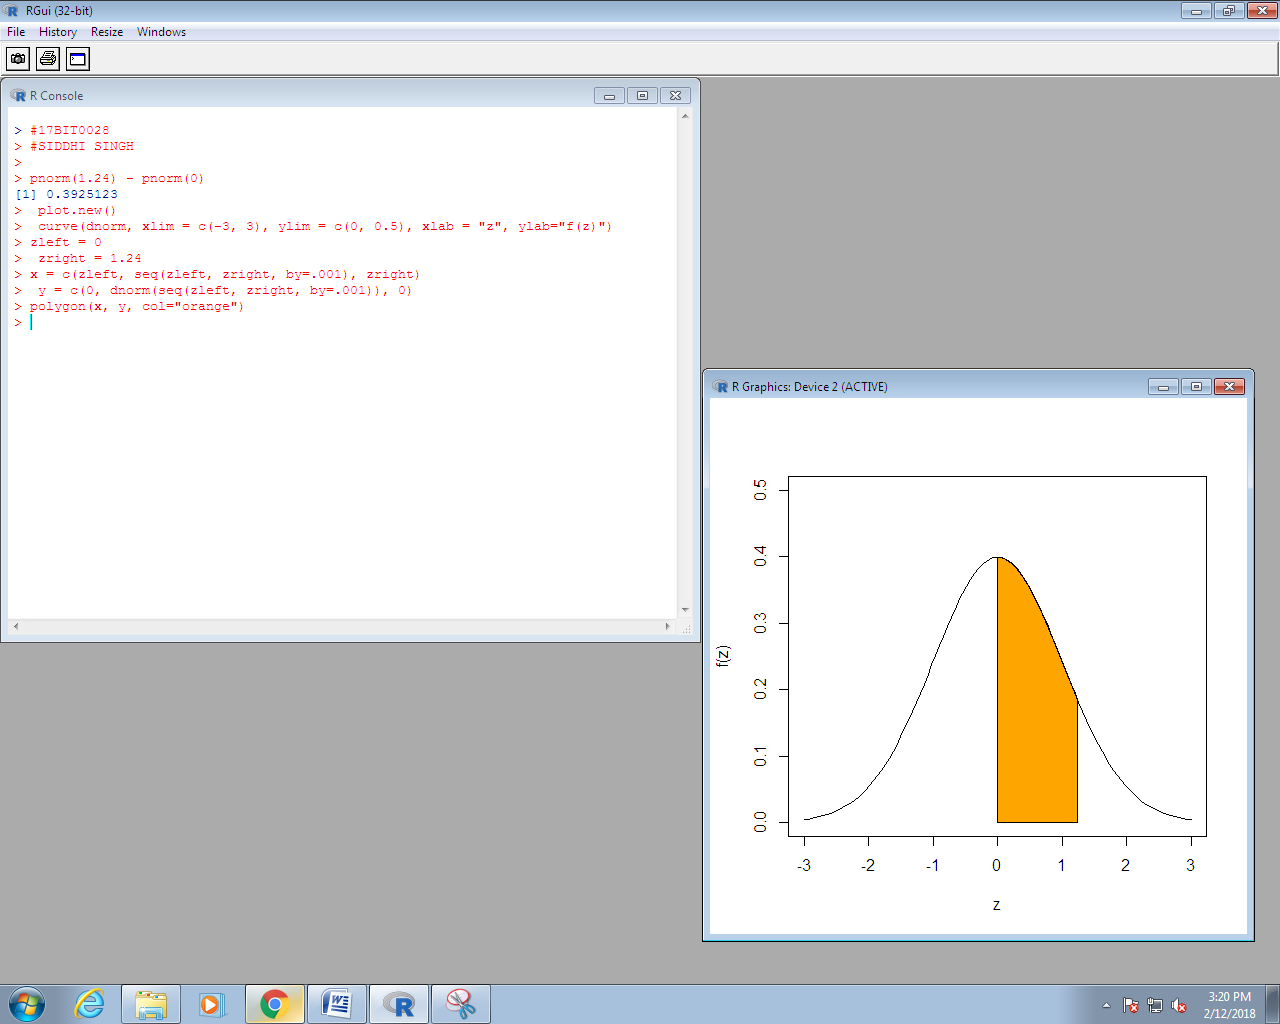 RGui (32-bit)
File History Resize Windows
R Console
> #17BIT0028
> #SIDDHI SINGH
>
> pnorm(1.24) - pnorm(0)
[1] 0.3925123
>  plot.new()
>  curve(dnorm, xlim = c(-3, 3), ylim = c(0, 0.5), xlab = "z", ylab="f(z)")
> zleft = 0
>  zright = 1.24
> x = c(zleft, seq(zleft, zright, by=.001), zright)
>  y = c(0, dnorm(seq(zleft, zright, by=.001)), 0)
> polygon(x, y, col="orange")
>
R Graphics: Device 2 (ACTIVE)
0.5
0.4
0.3
0.2
0.1
0.0
f(z)
-3 -2 -1 0 1 2 3
z
3:20 PM
2/12/2018